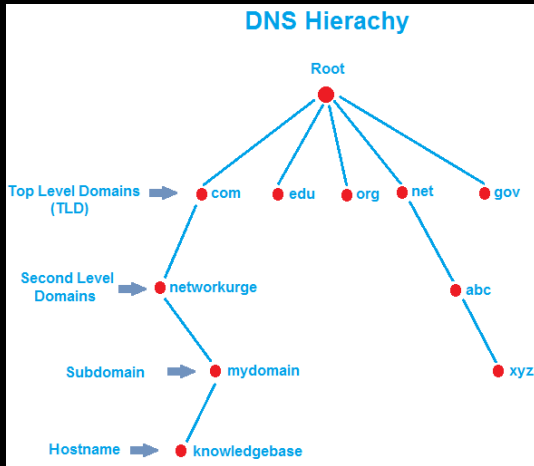 DNS Hierachy
Root
Top Level Domains
(TLD)
com
edu
org
net
gov
Second Level
Domains
networkurge
abc
Subdomain
mydomain
xyz
Hostname
knowledgebase